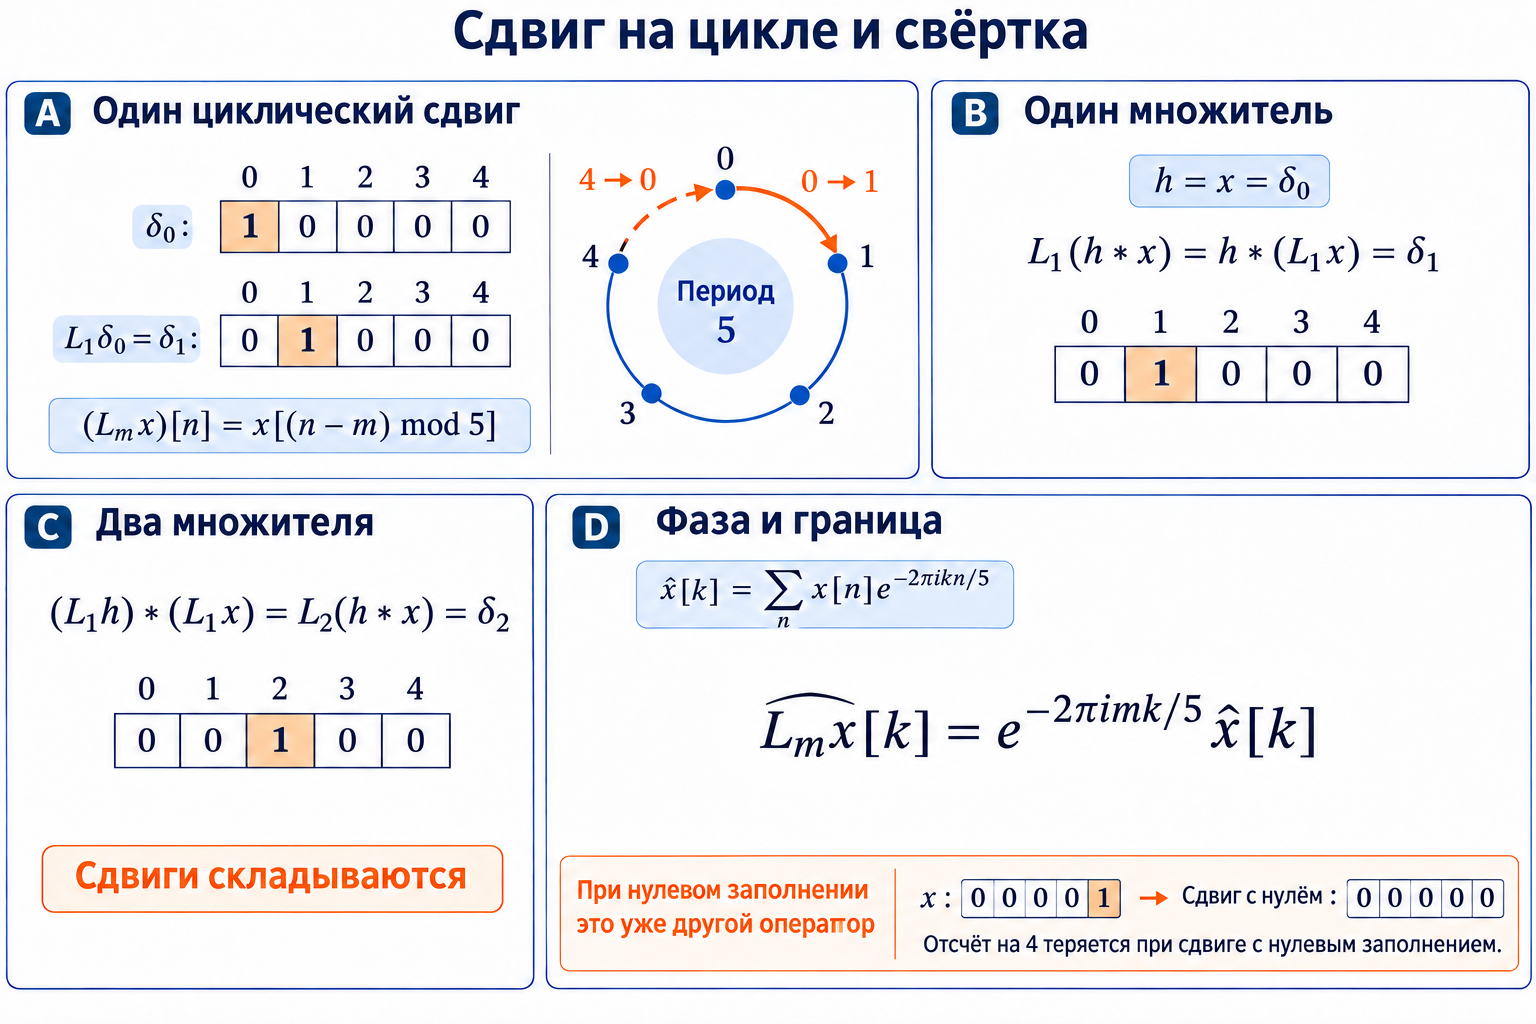 Сдвиг на цикле и свёртка
A Один циклический сдвиг
0 1 2 3 4
δ₀: 1 0 0 0 0
0 1 2 3 4
L₁δ₀ = δ₁: 0 1 0 0 0
(Lₘx)[n] = x[(n − m) mod 5]
0
4 → 0
0 → 1
4
1
Период
5
3
2
B Один множитель
h = x = δ₀
L₁(h ∗ x) = h ∗ (L₁x) = δ₁
0 1 2 3 4
0 1 0 0 0
C Два множителя
(L₁h) ∗ (L₁x) = L₂(h ∗ x) = δ₂
0 1 2 3 4
0 0 1 0 0
Сдвиги складываются
D Фаза и граница
x̂[k] = ∑ₙ x[n]e^{−2πikn/5}
\widehat{Lₘx}[k] = e^{−2πimk/5} x̂[k]
При нулевом заполнении
это уже другой оператор
x : 0 0 0 0 1 → Сдвиг с нулём : 0 0 0 0 0
Отсчёт на 4 теряется при сдвиге с нулевым заполнением.